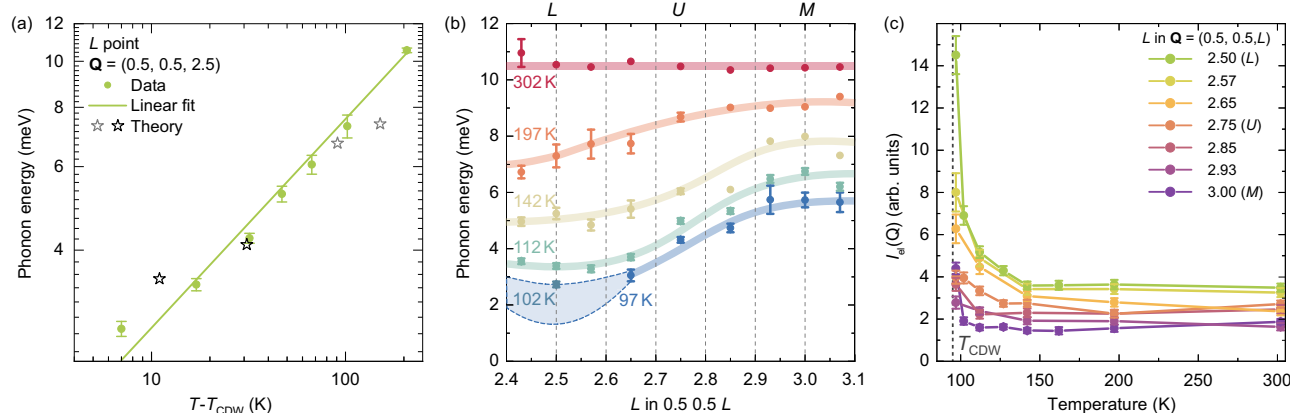 (a)
L point
Q = (0.5, 0.5, 2.5)
Data
Linear fit
Theory
Phonon energy (meV)
10
8
6
4
10
100
T-T_CDW (K)
(b)
L
U
M
Phonon energy (meV)
12
10
8
6
4
2
0
302 K
197 K
142 K
112 K
102 K
97 K
2.4
2.5
2.6
2.7
2.8
2.9
3.0
3.1
L in 0.5 0.5 L
(c)
L in Q = (0.5, 0.5,L)
2.50 (L)
2.57
2.65
2.75 (U)
2.85
2.93
3.00 (M)
I_el(Q) (arb. units)
16
14
12
10
8
6
4
2
0
T_CDW
100
150
200
250
300
Temperature (K)